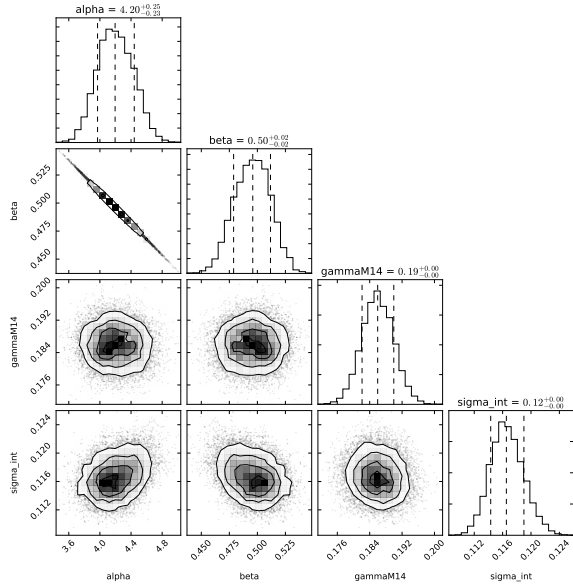 alpha = 4.20+0.25−0.23
beta = 0.50+0.02−0.02
beta
0.525
0.500
0.475
0.450
gammaM14 = 0.19+0.00−0.00
gammaM14
0.200
0.192
0.184
0.176
sigma_int = 0.12+0.00−0.00
sigma_int
0.124
0.120
0.116
0.112
3.6 4.0 4.4 4.8
0.450 0.475 0.500 0.525
0.176 0.184 0.192 0.200
0.112 0.116 0.120 0.124
alpha beta gammaM14 sigma_int